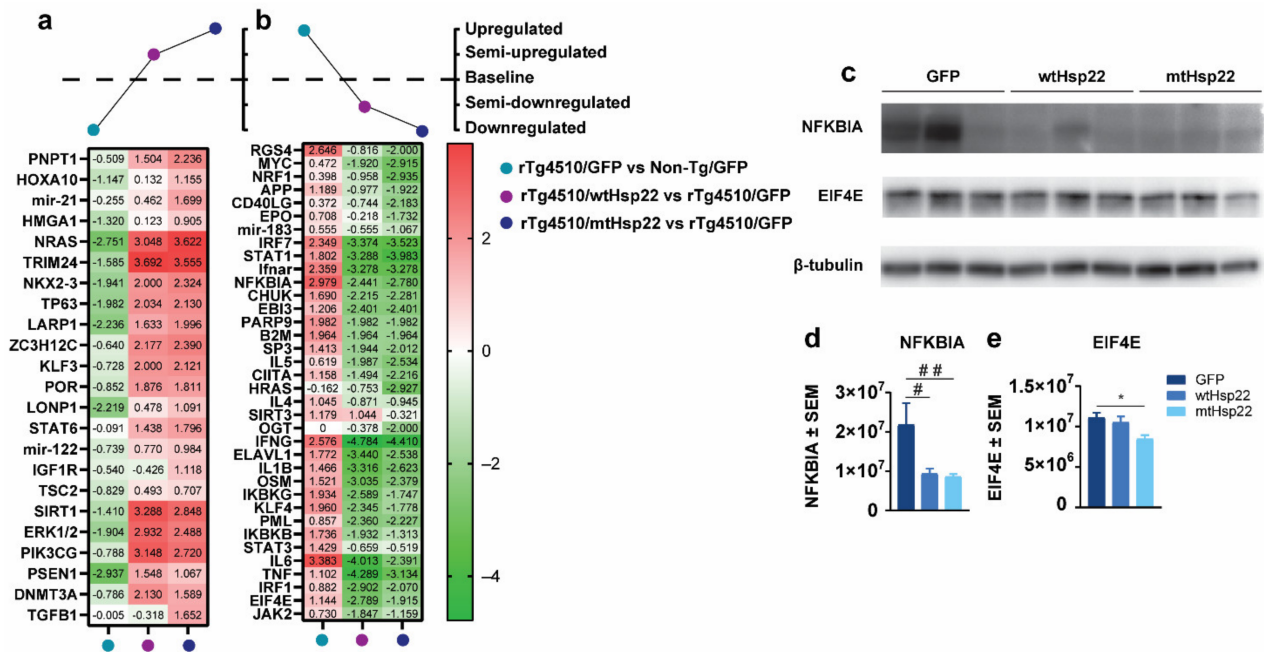 a
b
Upregulated
Semi-upregulated
Baseline
Semi-downregulated
Downregulated
PNPT1 -0.509 1.504 2.236
HOXA10 -1.147 0.132 1.155
mir-21 -0.255 0.462 1.699
HMGA1 -1.320 0.123 0.905
NRAS -2.751 3.048 3.622
TRIM24 -1.585 3.692 3.555
NKX2-3 -1.941 2.000 2.324
TP63 -1.982 2.034 2.130
LARP1 -2.236 1.633 1.996
ZC3H12C -0.640 2.177 2.390
KLF3 -0.728 2.000 2.121
POR -0.852 1.876 1.811
LONP1 -2.219 0.478 1.091
STAT6 -0.091 1.438 1.796
mir-122 -0.739 0.770 0.984
IGF1R -0.540 -0.426 1.118
TSC2 -0.829 0.493 0.707
SIRT1 -1.410 3.288 2.848
ERK1/2 -1.904 2.932 2.488
PIK3CG -0.788 3.148 2.720
PSEN1 -2.937 1.548 1.067
DNMT3A -0.786 2.130 1.589
TGFB1 -0.005 -0.318 1.652
RGS4 2.646 -0.816 -2.000
MYC 0.472 -1.920 -2.915
NRF1 0.398 -0.958 -2.935
APP 1.189 -0.977 -1.922
CD40LG 0.372 -0.744 -2.183
EPO 0.708 -0.218 -1.732
mir-183 0.555 -0.555 -1.067
IRF7 2.349 -3.374 -3.523
STAT1 1.802 -3.288 -3.983
Ifnar 2.359 -3.278 -3.278
NFKBIA 2.979 -2.441 -2.780
CHUK 1.690 -2.215 -2.281
EBI3 1.206 -2.401 -2.401
PARP9 1.982 -1.982 -1.982
B2M 1.964 -1.964 -1.964
SP3 1.413 -1.944 -2.012
IL5 0.619 -1.987 -2.534
CIITA 1.158 -1.494 -2.216
HRAS -0.162 -0.753 -2.927
IL4 1.045 -0.871 -0.945
SIRT3 1.179 1.044 -0.321
OGT 0 -0.378 -2.000
IFNG 2.576 -4.784 -4.410
ELAVL1 1.772 -3.440 -2.538
IL1B 1.466 -3.316 -2.623
OSM 1.521 -3.035 -2.379
IKBKG 1.934 -2.589 -1.747
KLF4 1.960 -2.345 -1.778
PML 0.857 -2.360 -2.227
IKBKB 1.736 -1.932 -1.313
STAT3 1.429 -0.659 -0.519
IL6 3.383 -4.013 -2.391
TNF 1.102 -4.289 -3.134
IRF1 0.882 -2.902 -2.070
EIF4E 1.144 -2.789 -1.915
JAK2 0.730 -1.847 -1.159
2
0
−2
−4
rTg4510/GFP vs Non-Tg/GFP
rTg4510/wtHsp22 vs rTg4510/GFP
rTg4510/mtHsp22 vs rTg4510/GFP
c
GFP wtHsp22 mtHsp22
NFKBIA
EIF4E
β-tubulin
d
NFKBIA
NFKBIA ± SEM
3×10⁷
2×10⁷
1×10⁷
0
# #
#
e
EIF4E
EIF4E ± SEM
1.5×10⁷
1×10⁷
5×10⁶
0
*
GFP
wtHsp22
mtHsp22